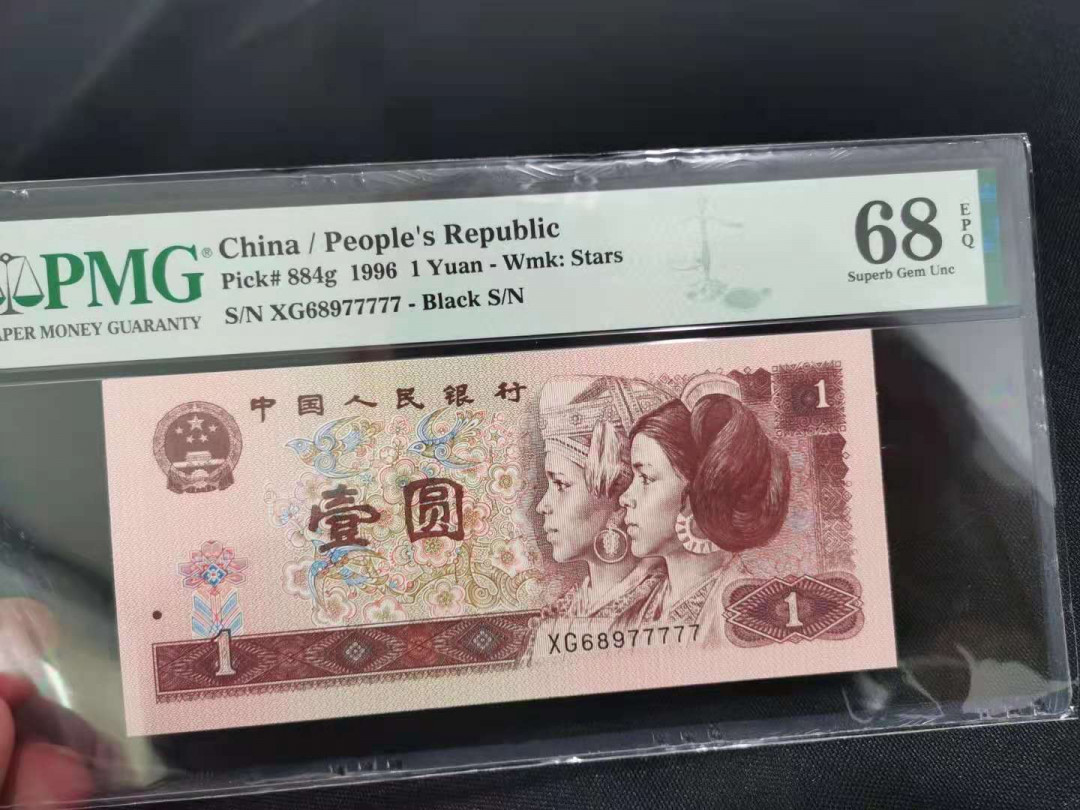 PMG®
APER MONEY GUARANTY
China / People's Republic
Pick# 884g 1996 1 Yuan - Wmk: Stars
S/N XG68977777 - Black S/N
68
EPQ
Superb Gem Unc
中国人民银行
1
壹圆
1
XG68977777
1